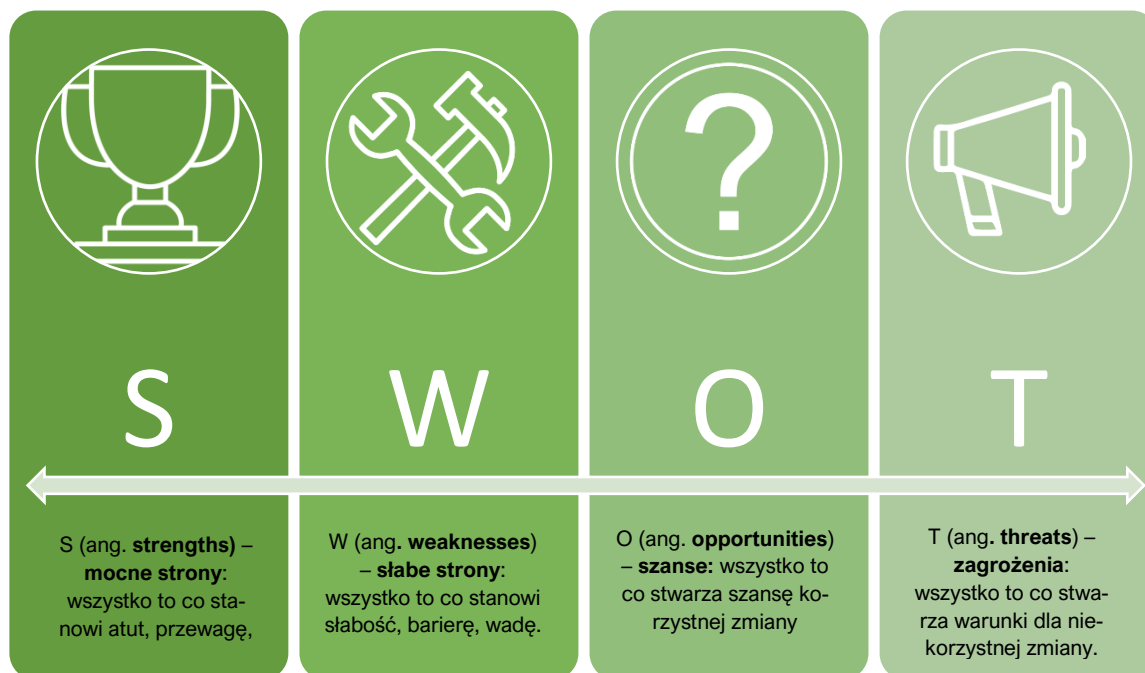 ?
S
W
O
T
S (ang. strengths) –
mocne strony:
wszystko to co sta-
nowi atut, przewagę,
W (ang. weaknesses)
– słabe strony:
wszystko to co stanowi
słabość, barierę, wadę.
O (ang. opportunities)
– szanse: wszystko to
co stwarza szansę ko-
rzystnej zmiany
T (ang. threats) –
zagrożenia:
wszystko to co stwa-
rza warunki dla nie-
korzystnej zmiany.